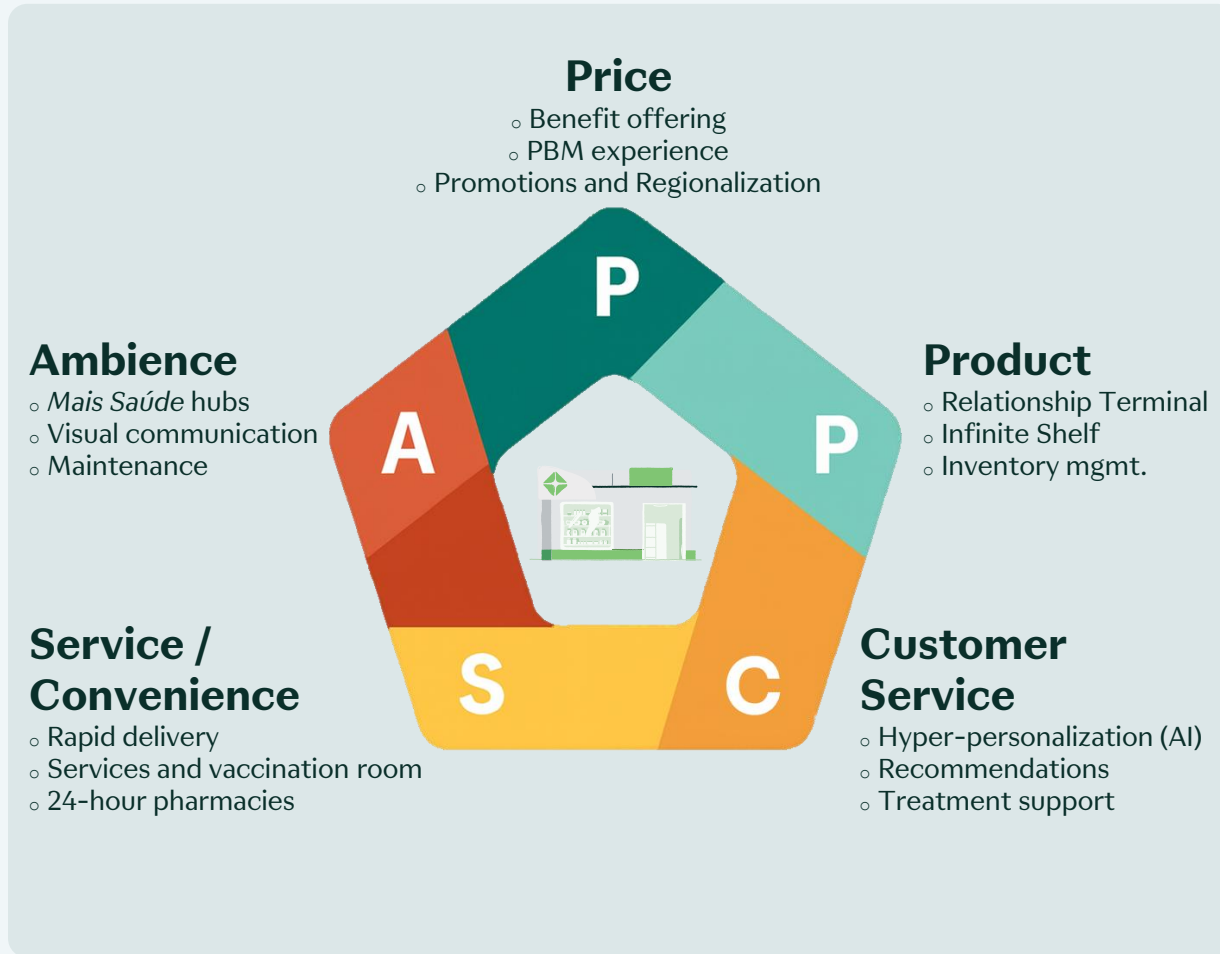 Price
○ Benefit offering
○ PBM experience
○ Promotions and Regionalization
P
Ambience
○ Mais Saúde hubs
○ Visual communication
○ Maintenance
A
P
Product
○ Relationship Terminal
○ Infinite Shelf
○ Inventory mgmt.
Service /
Convenience
○ Rapid delivery
○ Services and vaccination room
○ 24-hour pharmacies
S
C
Customer
Service
○ Hyper-personalization (AI)
○ Recommendations
○ Treatment support